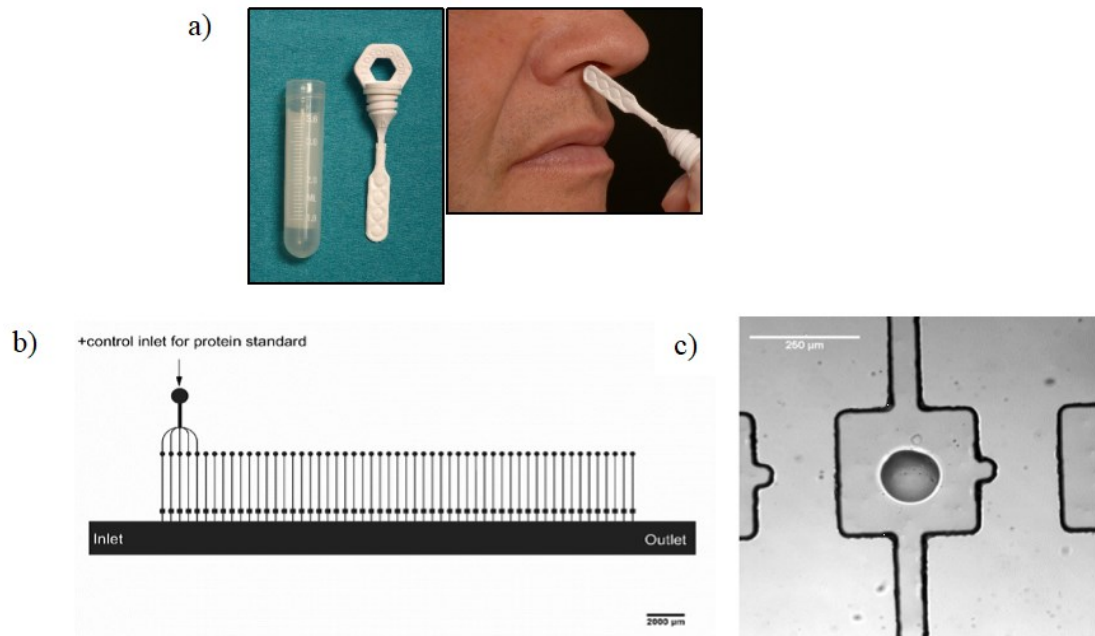 a)
b)
+control inlet for protein standard
Inlet
Outlet
2000 µm
c)
250 µm